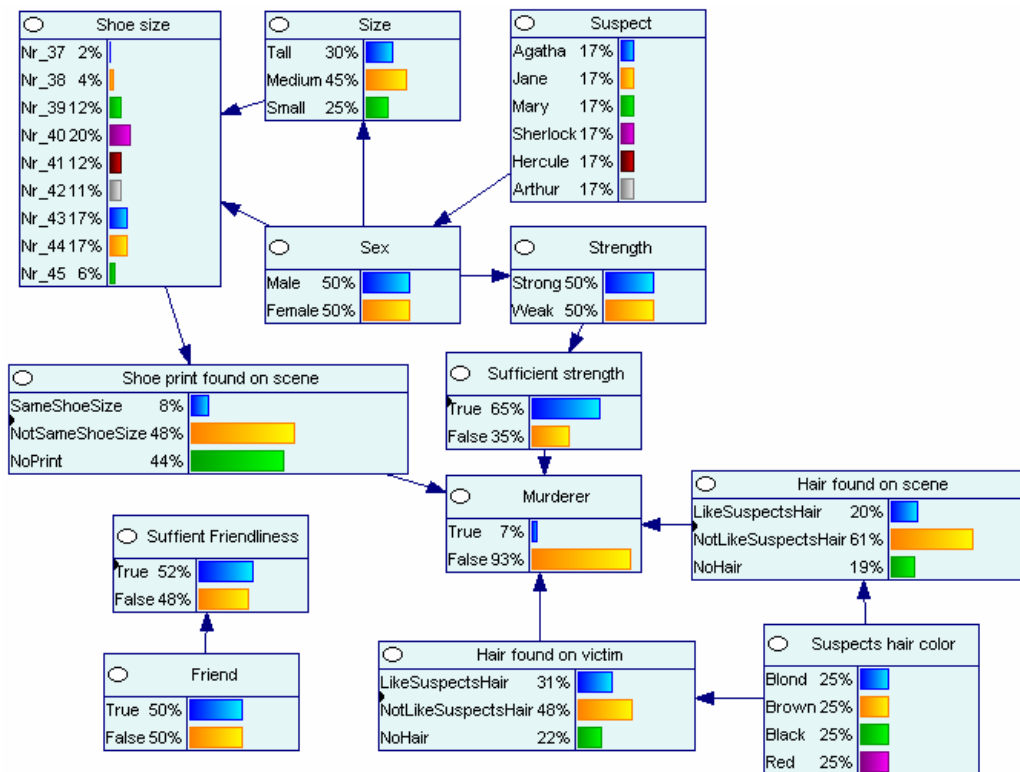 Shoe size
Nr_37 2%
Nr_38 4%
Nr_39 12%
Nr_40 20%
Nr_41 12%
Nr_42 11%
Nr_43 17%
Nr_44 17%
Nr_45 6%
Size
Tall 30%
Medium 45%
Small 25%
Suspect
Agatha 17%
Jane 17%
Mary 17%
Sherlock 17%
Hercule 17%
Arthur 17%
Sex
Male 50%
Female 50%
Strength
Strong 50%
Weak 50%
Shoe print found on scene
SameShoeSize 8%
NotSameShoeSize 48%
NoPrint 44%
Sufficient strength
True 65%
False 35%
Murderer
True 7%
False 93%
Hair found on scene
LikeSuspectsHair 20%
NotLikeSuspectsHair 61%
NoHair 19%
Suffient Friendliness
True 52%
False 48%
Friend
True 50%
False 50%
Hair found on victim
LikeSuspectsHair 31%
NotLikeSuspectsHair 48%
NoHair 22%
Suspects hair color
Blond 25%
Brown 25%
Black 25%
Red 25%